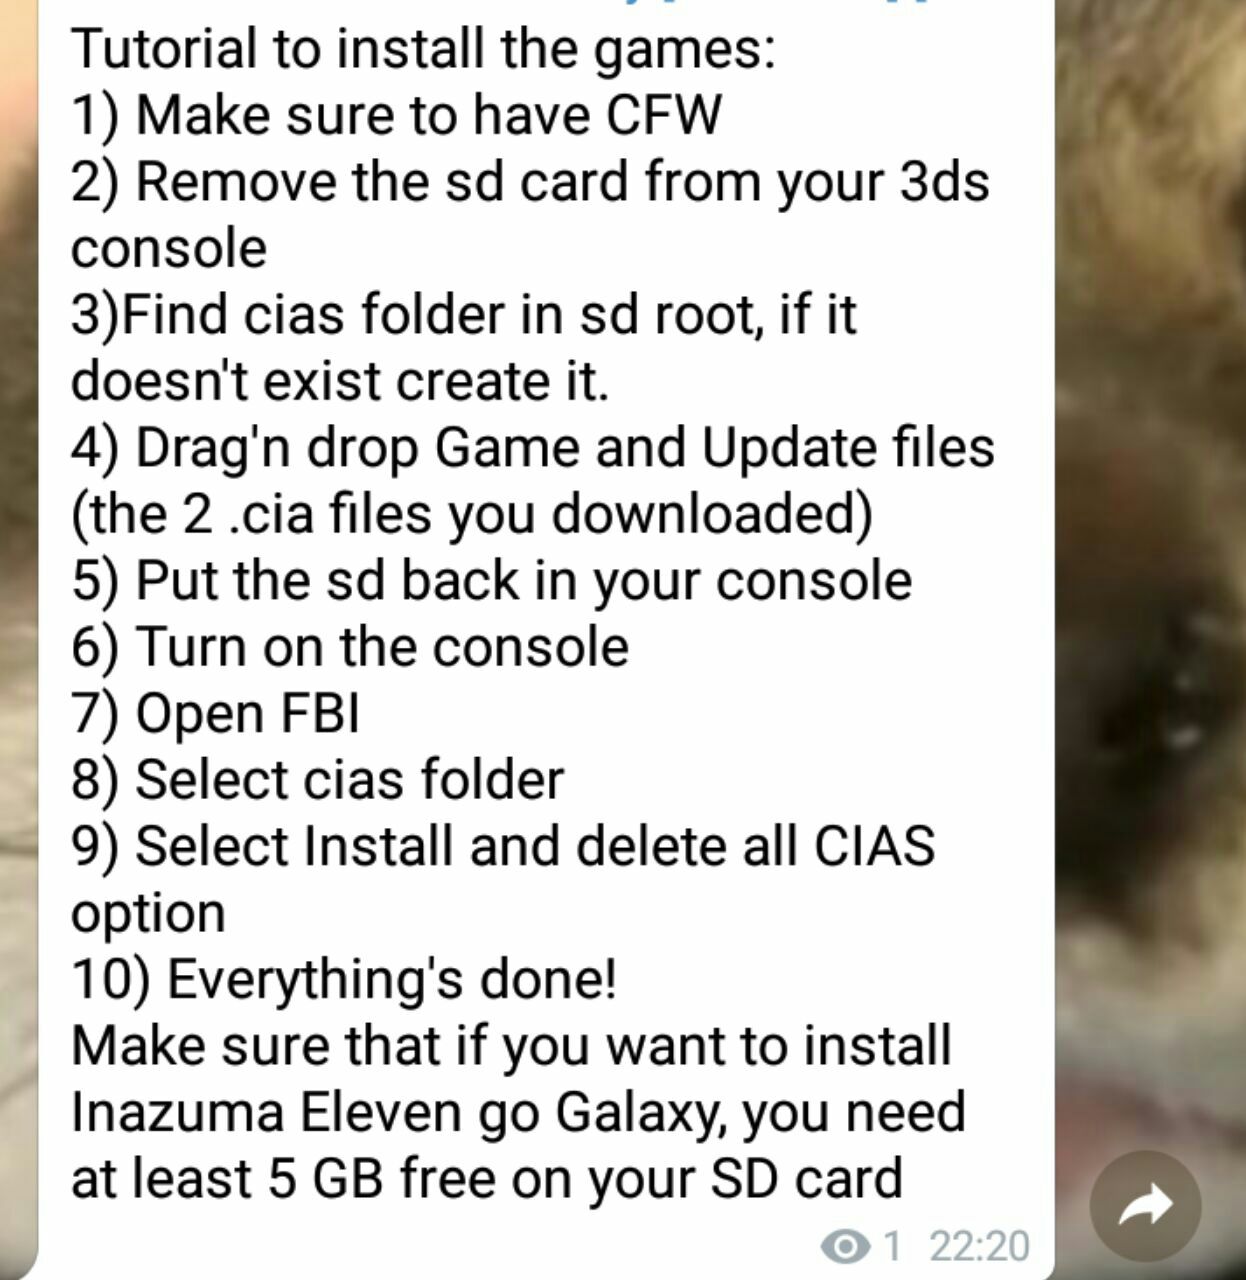 Tutorial to install the games:
1) Make sure to have CFW
2) Remove the sd card from your 3ds
console
3)Find cias folder in sd root, if it
doesn't exist create it.
4) Drag'n drop Game and Update files
(the 2 .cia files you downloaded)
5) Put the sd back in your console
6) Turn on the console
7) Open FBI
8) Select cias folder
9) Select Install and delete all CIAS
option
10) Everything's done!
Make sure that if you want to install
Inazuma Eleven go Galaxy, you need
at least 5 GB free on your SD card
1 22:20